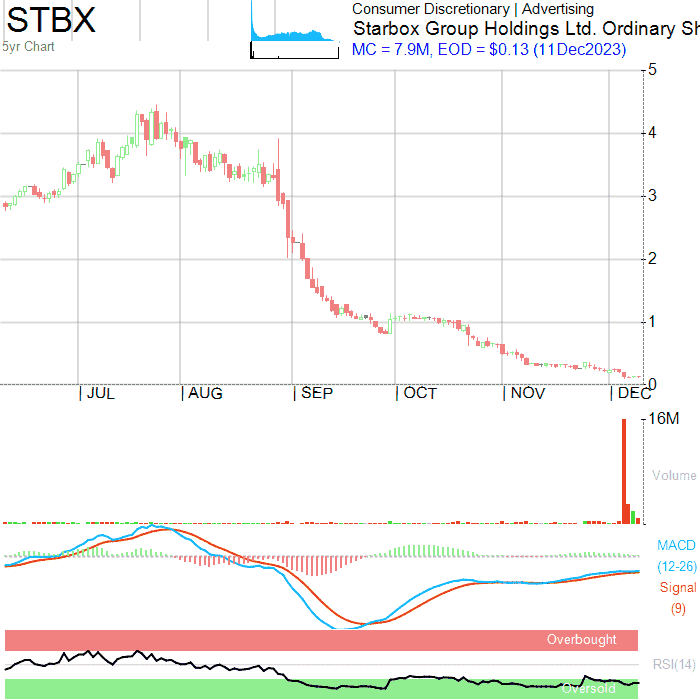 STBX
5yr Chart
Consumer Discretionary | Advertising
Starbox Group Holdings Ltd. Ordinary Sh
MC = 7.9M, EOD = $0.13 (11Dec2023)
5
4
3
2
1
0
JUL AUG SEP OCT NOV DEC
16M
Volume
MACD
(12-26)
Signal
(9)
Overbought
RSI(14)
Oversold